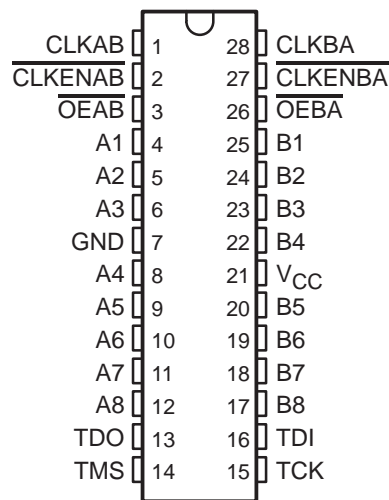 CLKAB 1 28 CLKBA
CLKENAB 2 27 CLKENBA
OEAB 3 26 OEBA
A1 4 25 B1
A2 5 24 B2
A3 6 23 B3
GND 7 22 B4
A4 8 21 VCC
A5 9 20 B5
A6 10 19 B6
A7 11 18 B7
A8 12 17 B8
TDO 13 16 TDI
TMS 14 15 TCK